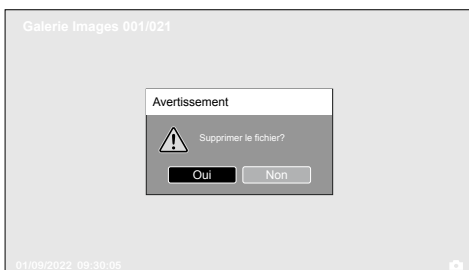 Galerie Images 001/021
Avertissement
Supprimer le fichier?
Oui Non
01/09/2022 09:30:05